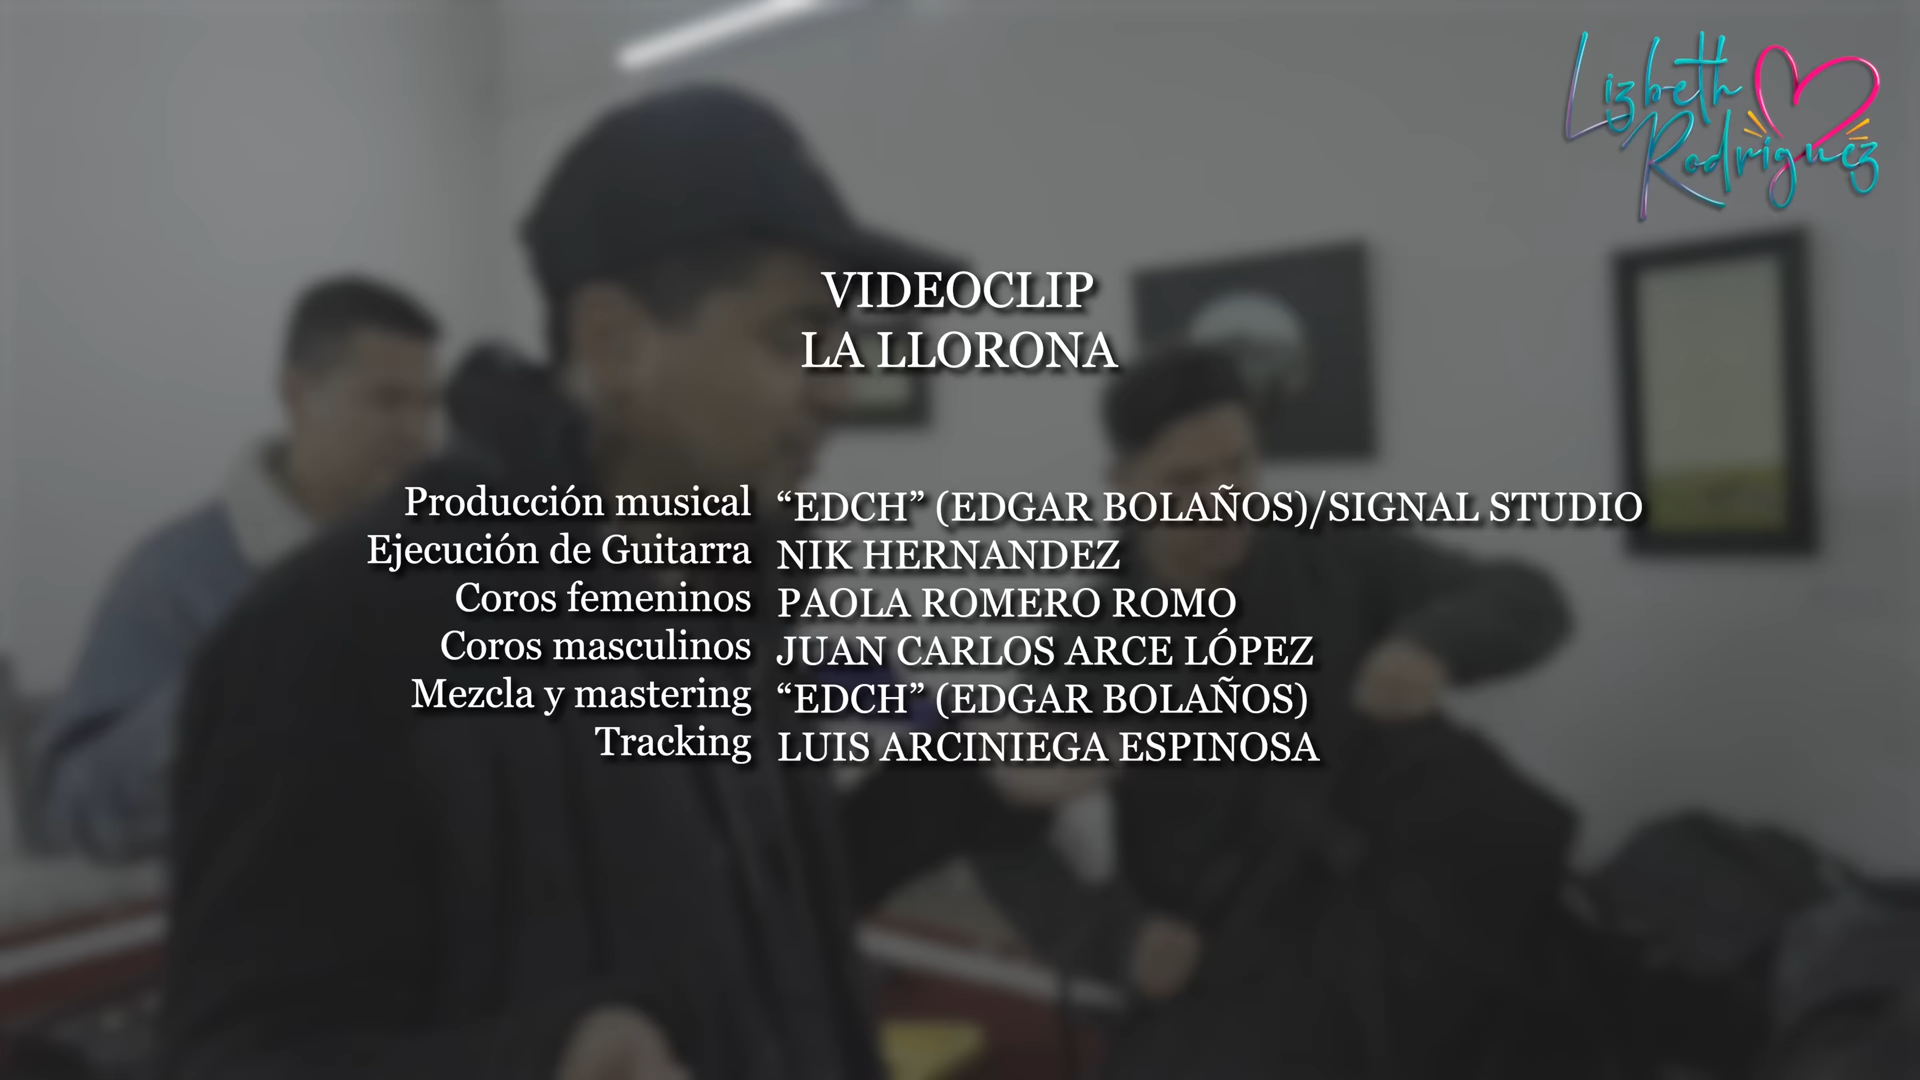 Lizbeth
Rodriguez
VIDEOCLIP
LA LLORONA
Producción musical “EDCH” (EDGAR BOLAÑOS)/SIGNAL STUDIO
Ejecución de Guitarra NIK HERNANDEZ
Coros femeninos PAOLA ROMERO ROMO
Coros masculinos JUAN CARLOS ARCE LÓPEZ
Mezcla y mastering “EDCH” (EDGAR BOLAÑOS)
Tracking LUIS ARCINIEGA ESPINOSA